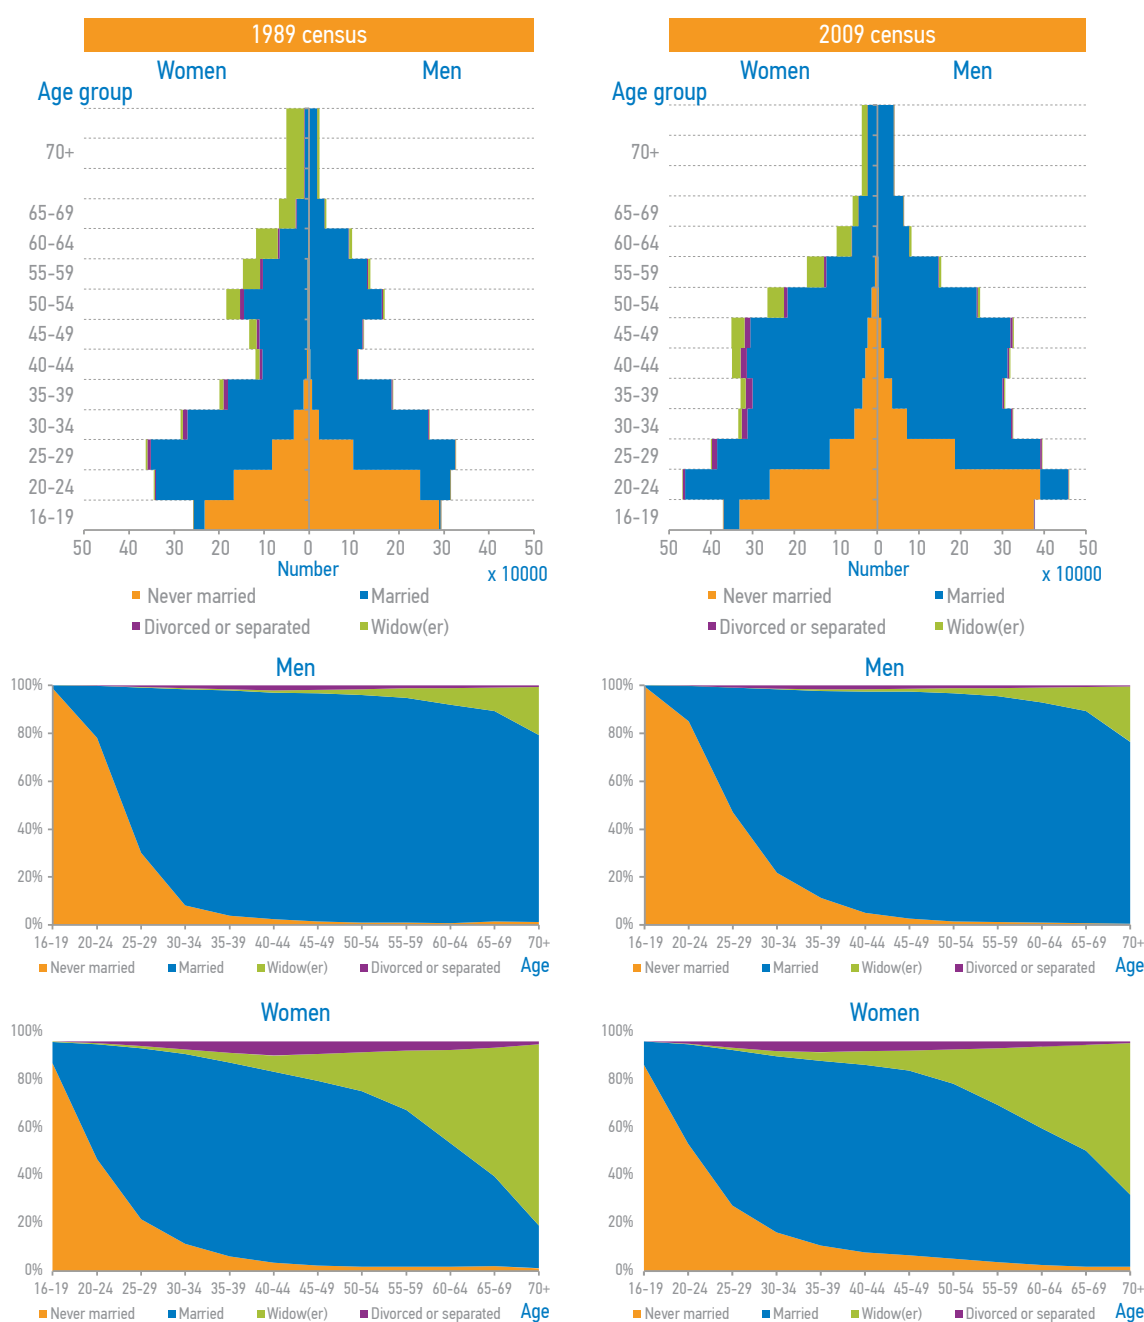 1989 census
2009 census
Women Men
Women Men
Age group
Age group
70+
65-69
60-64
55-59
50-54
45-49
40-44
35-39
30-34
25-29
20-24
16-19
50 40 30 20 10 0 10 20 30 40 50
Number
x 10000
Never married Married
Divorced or separated Widow(er)
70+
65-69
60-64
55-59
50-54
45-49
40-44
35-39
30-34
25-29
20-24
16-19
50 40 30 20 10 0 10 20 30 40 50
Number
x 10000
Never married Married
Divorced or separated Widow(er)
Men
100%
80%
60%
40%
20%
0%
16-19 20-24 25-29 30-34 35-39 40-44 45-49 50-54 55-59 60-64 65-69 70+
Never married Married Widow(er) Divorced or separated Age
Men
100%
80%
60%
40%
20%
0%
16-19 20-24 25-29 30-34 35-39 40-44 45-49 50-54 55-59 60-64 65-69 70+
Never married Married Widow(er) Divorced or separated Age
Women
100%
80%
60%
40%
20%
0%
16-19 20-24 25-29 30-34 35-39 40-44 45-49 50-54 55-59 60-64 65-69 70+
Never married Married Widow(er) Divorced or separated Age
Women
100%
80%
60%
40%
20%
0%
16-19 20-24 25-29 30-34 35-39 40-44 45-49 50-54 55-59 60-64 65-69 70+
Never married Married Widow(er) Divorced or separated Age